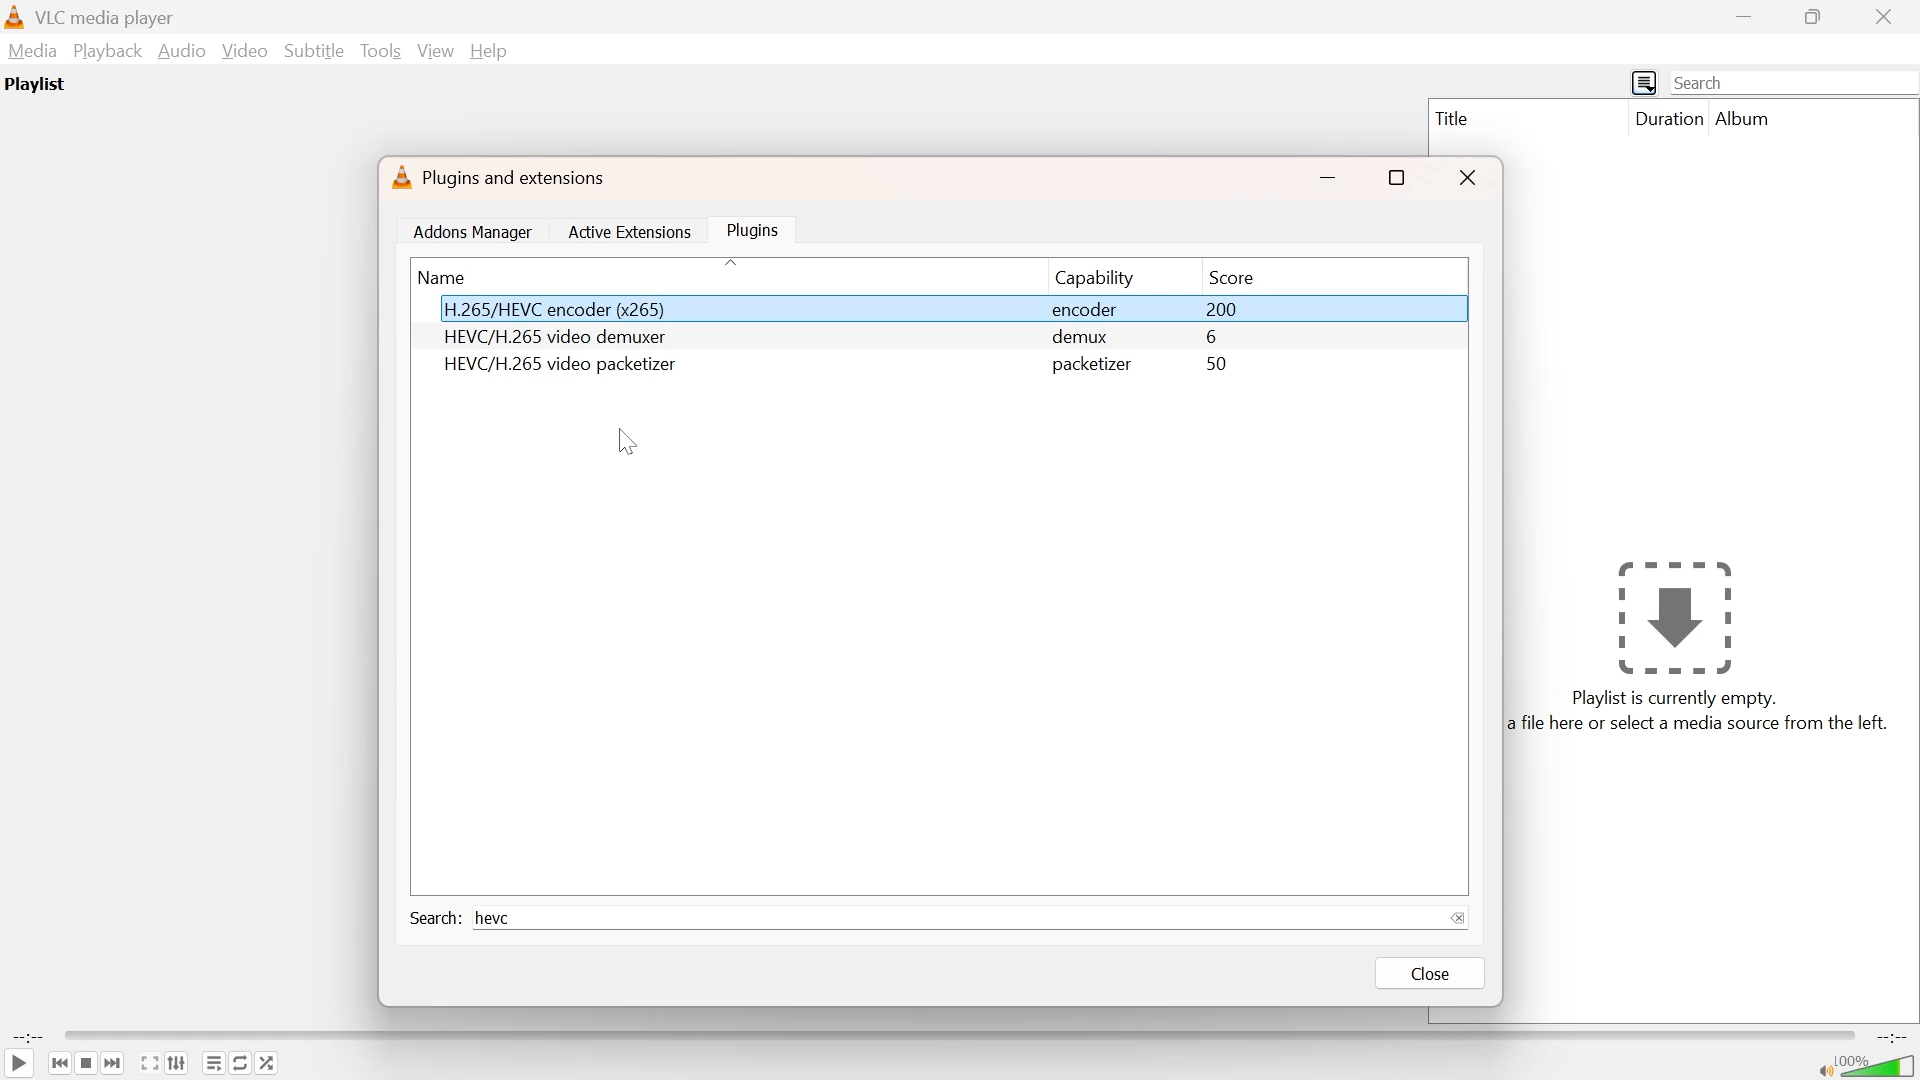 VLC media player
Media Playback Audio Video Subtitle Tools View Help
Playlist
Search
Title Duration Album
Plugins and extensions
Addons Manager Active Extensions Plugins
Name Capability Score
H.265/HEVC encoder (x265) encoder 200
HEVC/H.265 video demuxer demux 6
HEVC/H.265 video packetizer packetizer 50
Playlist is currently empty.
a file here or select a media source from the left.
Search: hevc
Close
--:-- --:--
100%